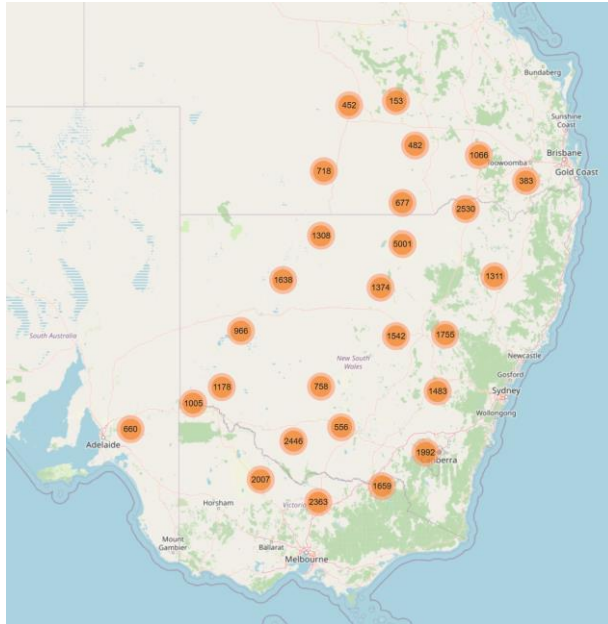 Bundaberg
452
153
Sunshine
Coast
482
1066
oowoomba
Brisbane
718
383
Gold Coast
677
2530
1308
5001
1638
1374
1311
966
South Australia
1542
1755
Newcastle
New South
Wales
1178
758
1483
Gosford
Sydney
1005
Wollongong
660
556
Adelaide
2446
1992
nberra
2007
1659
Horsham
Victoria
2363
Mount
Gambier
Ballarat
Melbourne